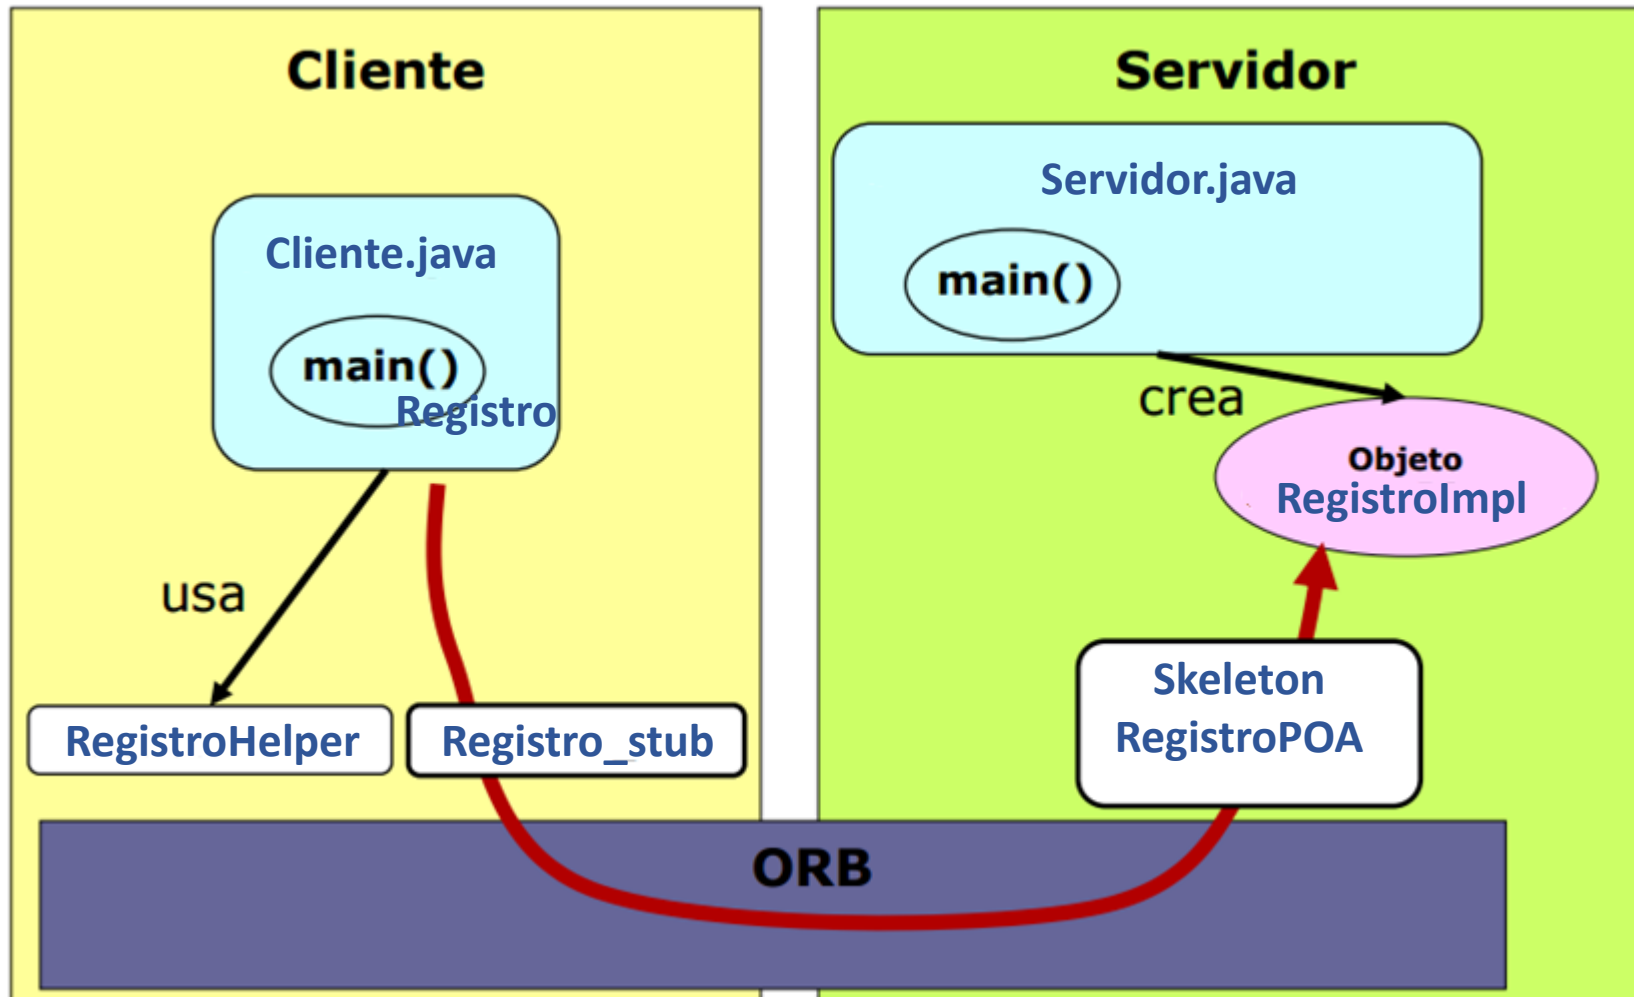 Cliente
Cliente.java
main()
Registro
usa
RegistroHelper
Registro_stub
Servidor
Servidor.java
main()
crea
Objeto
RegistroImpl
Skeleton
RegistroPOA
ORB